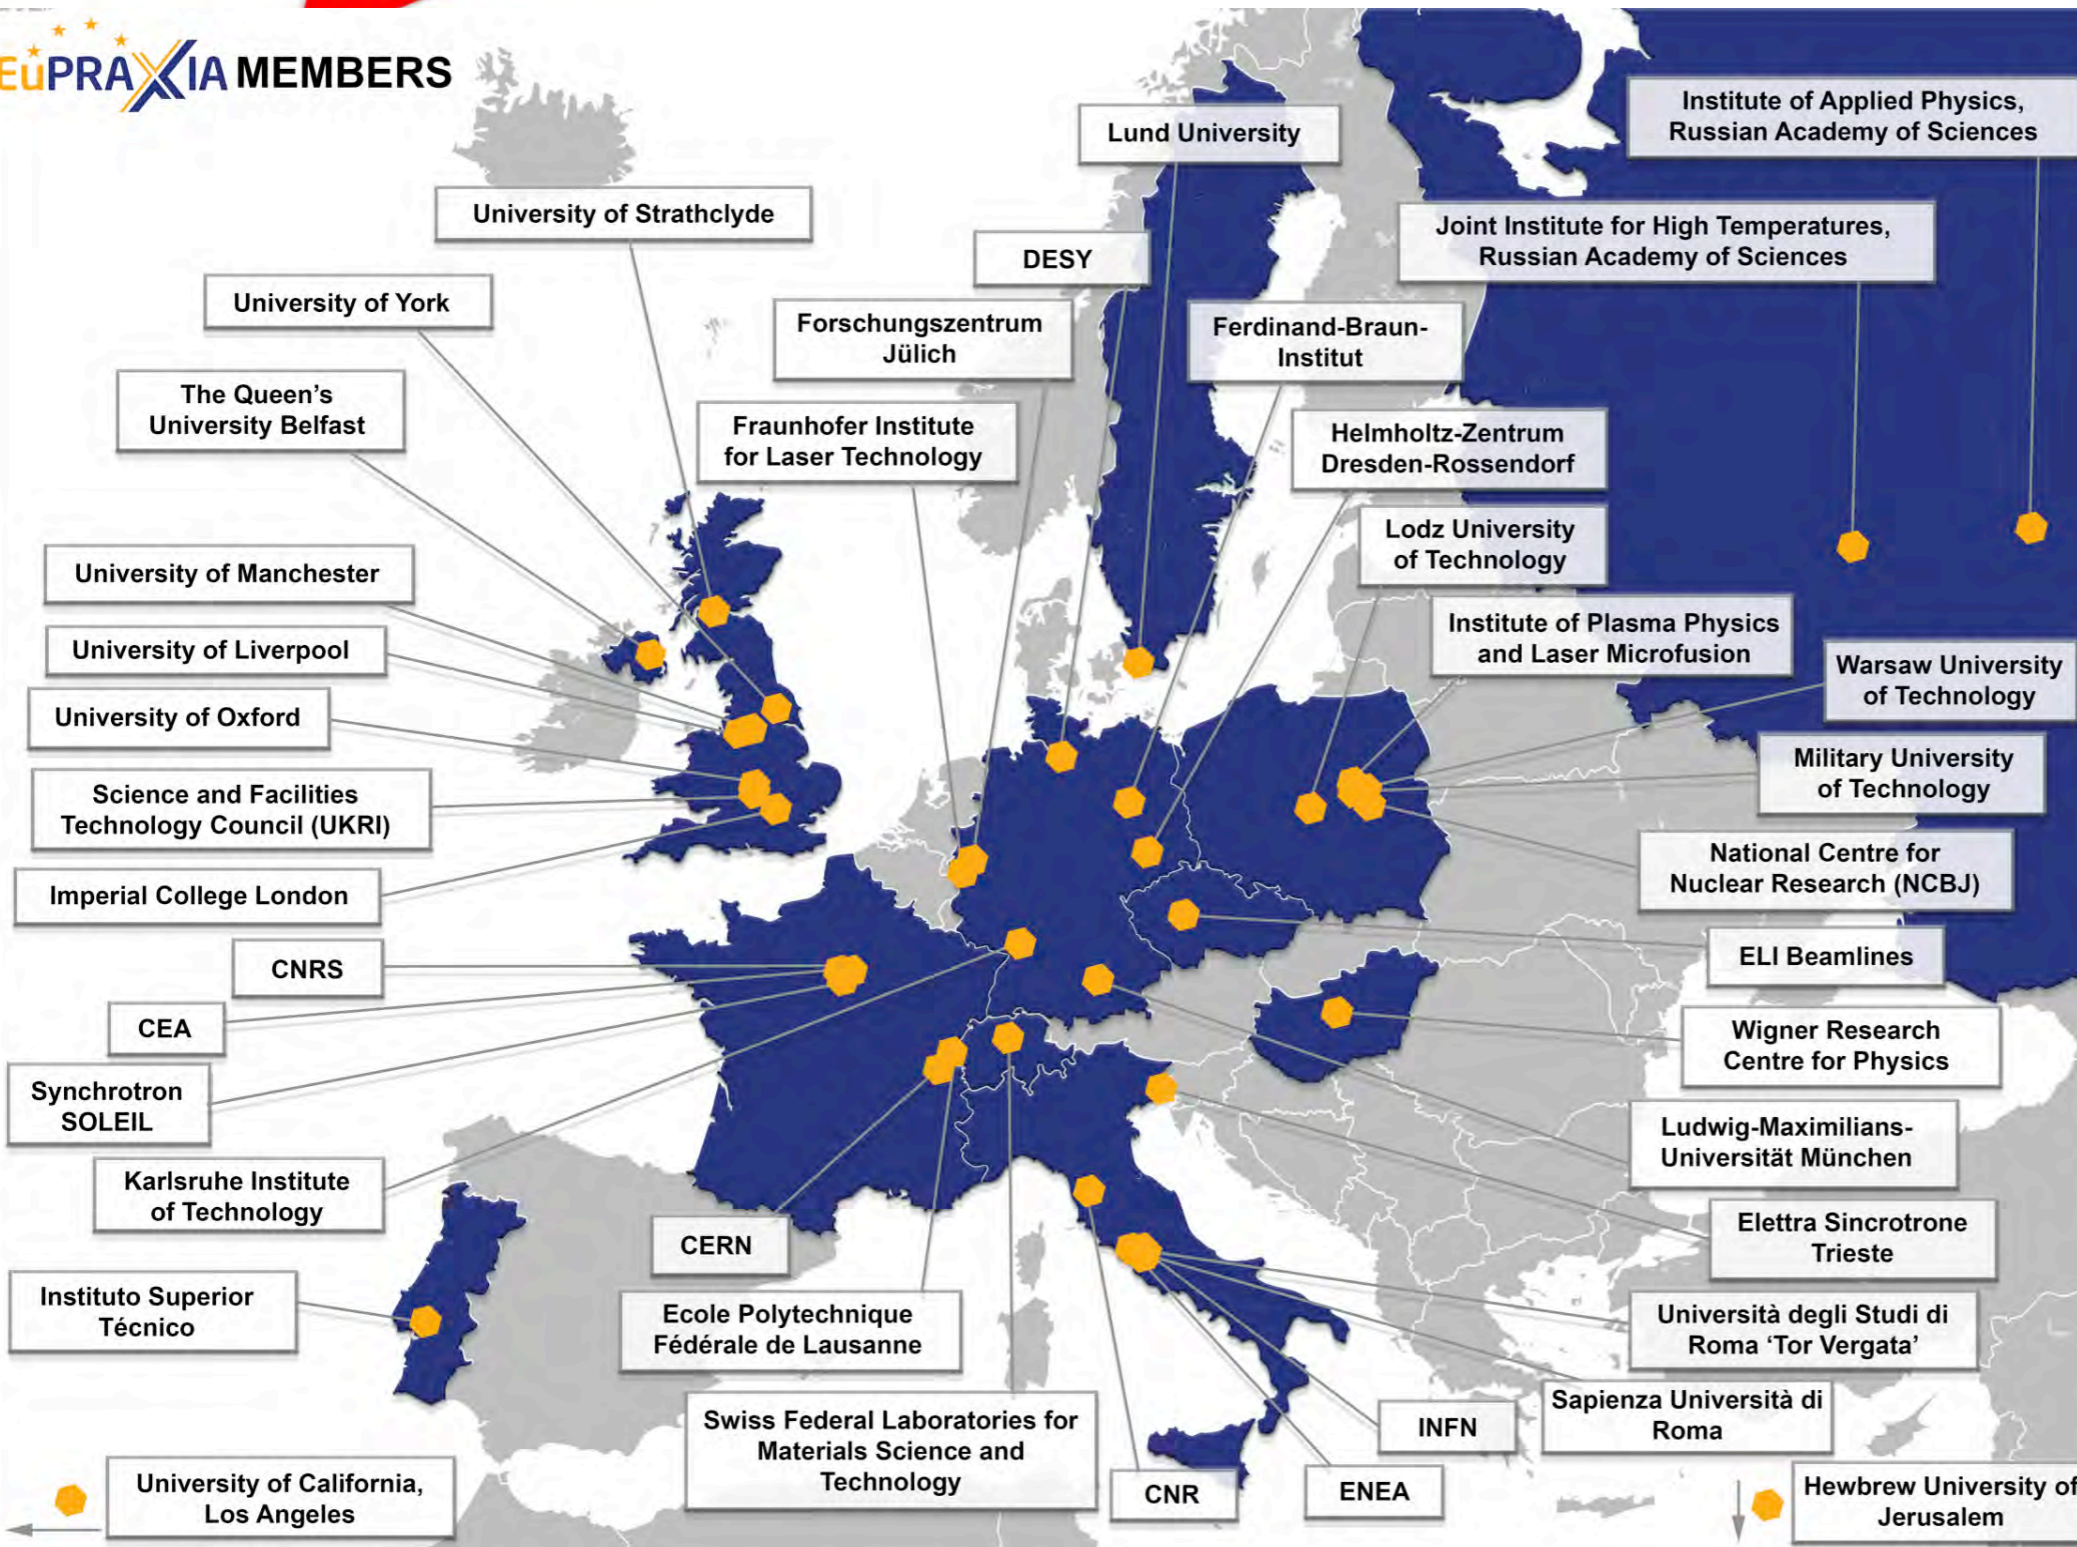 EuPRAXIA MEMBERS
Institute of Applied Physics,
Russian Academy of Sciences
Lund University
University of Strathclyde
Joint Institute for High Temperatures,
Russian Academy of Sciences
DESY
University of York
Forschungszentrum
Jülich
Ferdinand-Braun-
Institut
The Queen's
University Belfast
Fraunhofer Institute
for Laser Technology
Helmholtz-Zentrum
Dresden-Rossendorf
Lodz University
of Technology
University of Manchester
Institute of Plasma Physics
and Laser Microfusion
University of Liverpool
Warsaw University
of Technology
University of Oxford
Military University
of Technology
Science and Facilities
Technology Council (UKRI)
National Centre for
Nuclear Research (NCBJ)
Imperial College London
CNRS
ELI Beamlines
CEA
Wigner Research
Centre for Physics
Synchrotron
SOLEIL
Ludwig-Maximilians-
Universität München
Karlsruhe Institute
of Technology
CERN
Elettra Sincrotrone
Trieste
Instituto Superior
Técnico
Ecole Polytechnique
Fédérale de Lausanne
Università degli Studi di
Roma ‘Tor Vergata’
Sapienza Università di
Roma
Swiss Federal Laboratories for
Materials Science and
Technology
INFN
CNR
ENEA
University of California,
Los Angeles
Hewbrew University of
Jerusalem